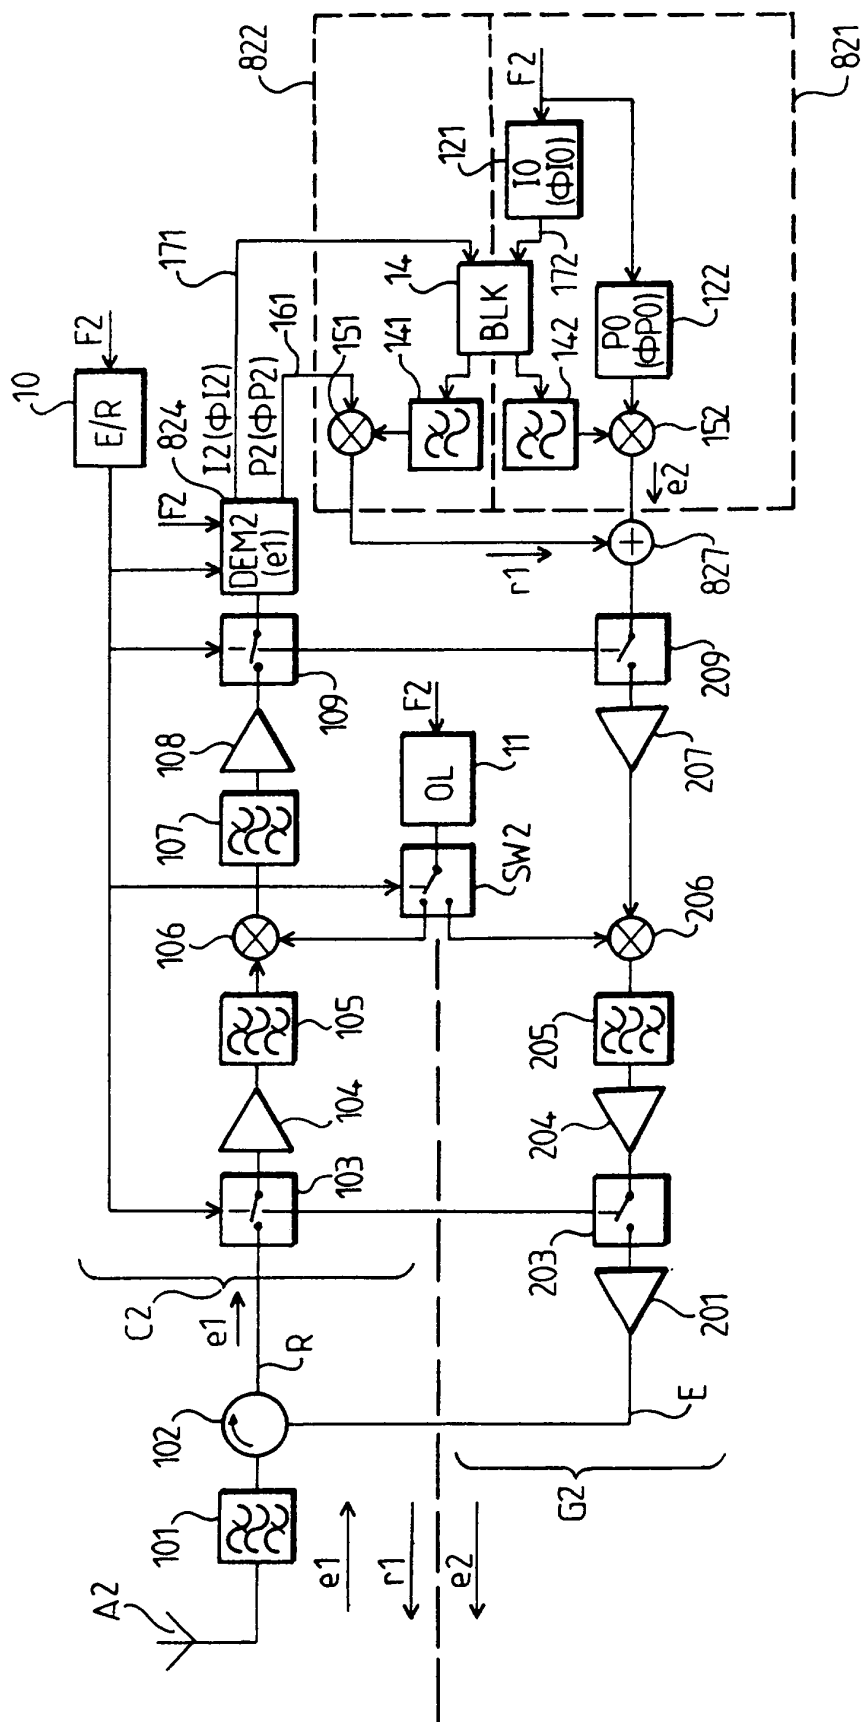 A2
101
102
C2
e1
R
103
104
105
106
107
108
109
10
E/R
F2
824
F2
DEM2
(e1)
I2(ΦI2)
P2(ΦP2)
171
161
822
151
141
14
BLK
142
172
121
I0
(ΦI0)
F2
821
P0
(ΦP0)
122
152
e2
r1
827
209
207
206
SW2
OL
11
F2
205
204
203
201
E
G2
e1
r1
e2